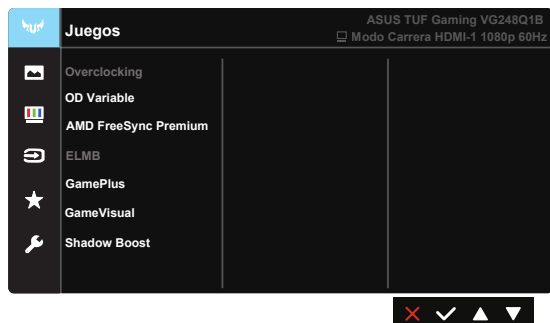 TUF
Juegos
ASUS TUF Gaming VG248Q1B
Modo Carrera HDMI-1 1080p 60Hz
Overclocking
OD Variable
AMD FreeSync Premium
ELMB
GamePlus
GameVisual
Shadow Boost